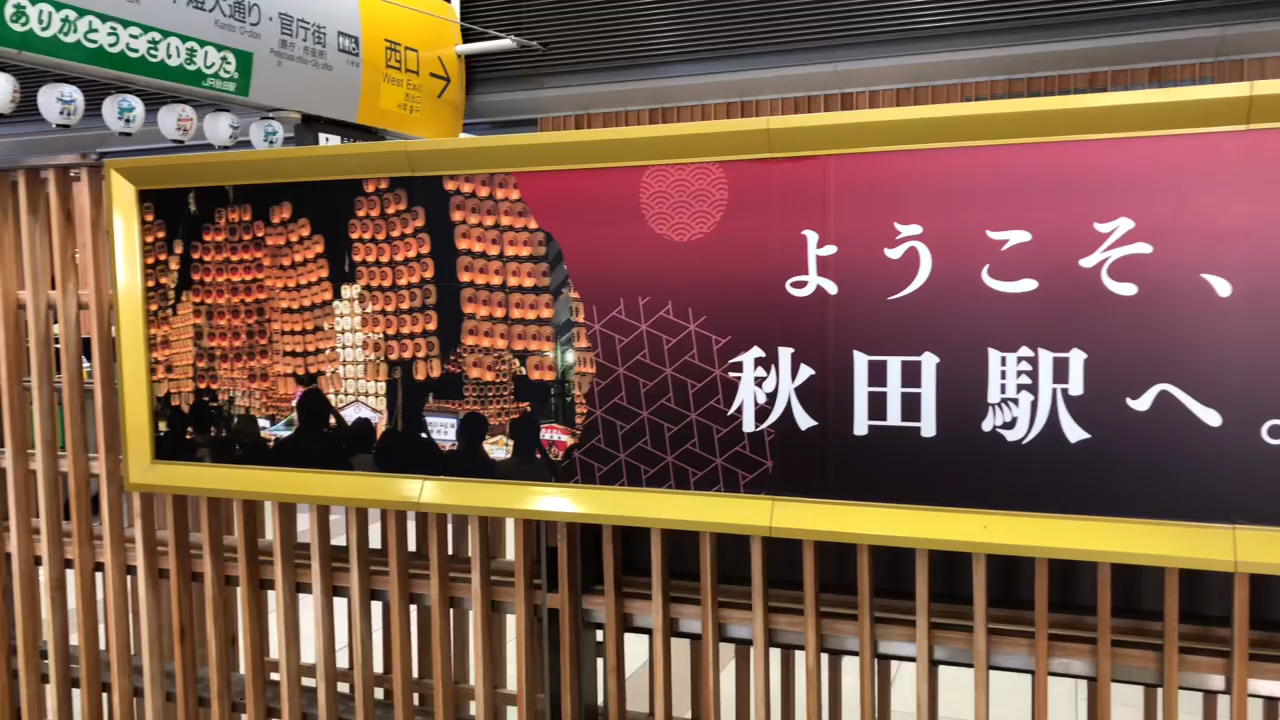 竿燈大通り・官庁街
Kanto O-dori
(県庁・市役所)
Prefectural office・City office
ありがとうございました。
JR秋田駅
西口
West Exit
ようこそ、
秋田駅へ。